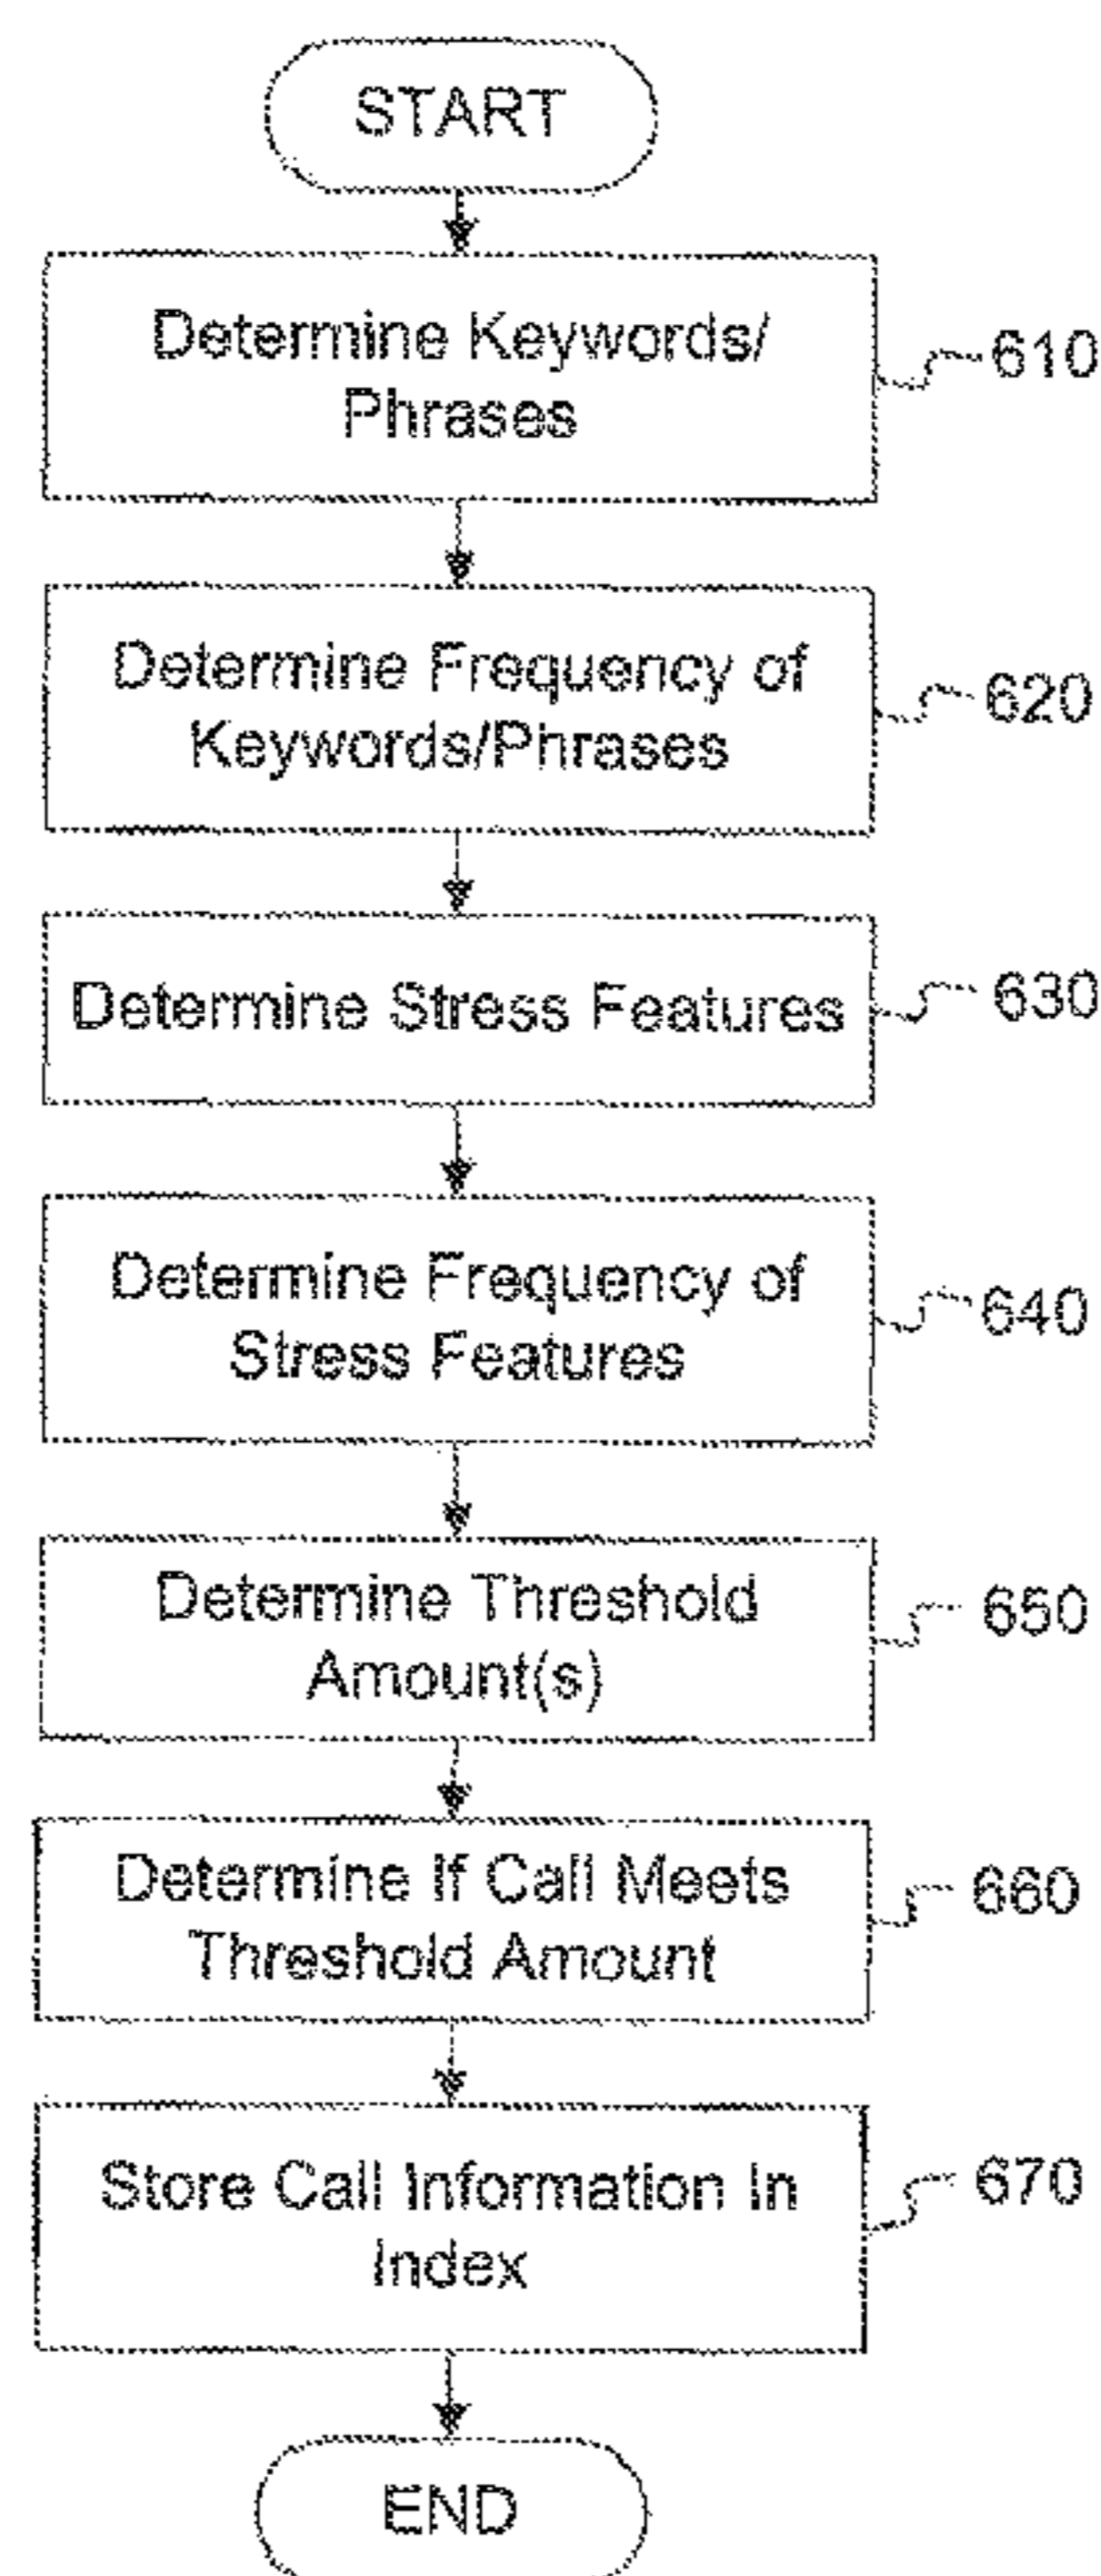 START
Determine Keywords/
Phrases
610
Determine Frequency of
Keywords/Phrases
620
Determine Stress Features
630
Determine Frequency of
Stress Features
640
Determine Threshold
Amount(s)
650
Determine If Call Meets
Threshold Amount
660
Store Call Information In
Index
670
END